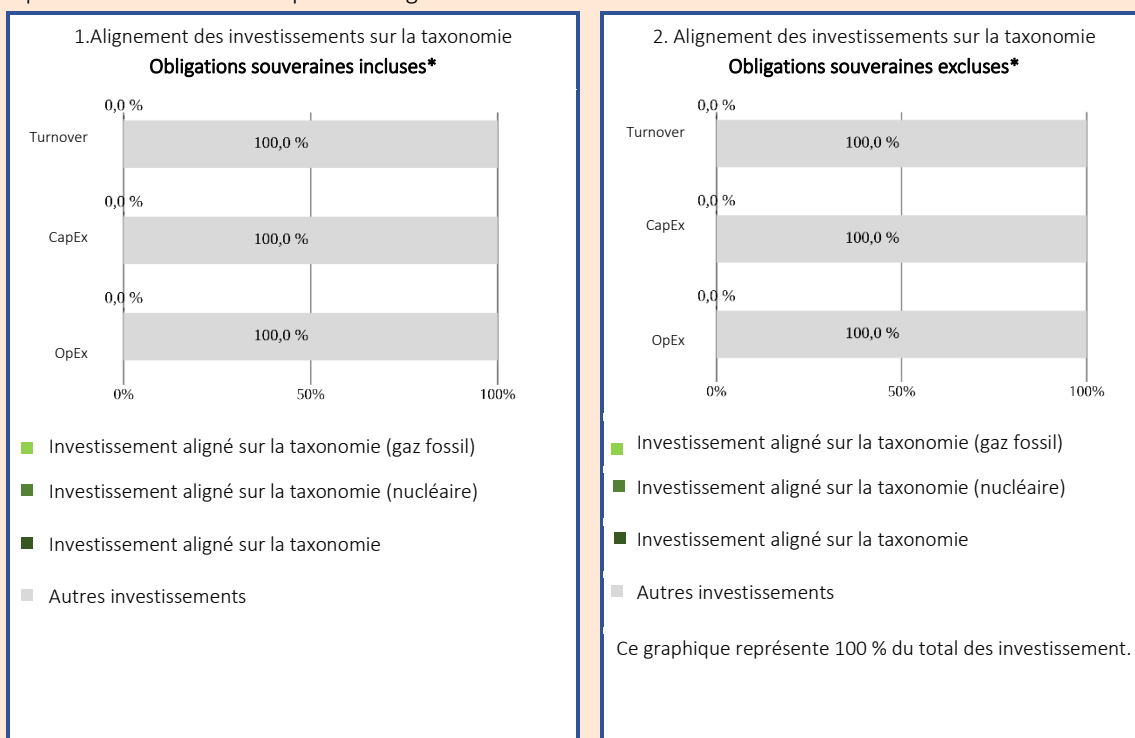 1.Alignement des investissements sur la taxonomie
Obligations souveraines incluses*
0,0 %
Turnover
100,0 %
0,0 %
CapEx
100,0 %
0,0 %
OpEx
100,0 %
0%
50%
100%
Investissement aligné sur la taxonomie (gaz fossil)
Investissement aligné sur la taxonomie (nucléaire)
Investissement aligné sur la taxonomie
Autres investissements
2. Alignement des investissements sur la taxonomie
Obligations souveraines excluses*
0,0 %
Turnover
100,0 %
0,0 %
CapEx
100,0 %
0,0 %
OpEx
100,0 %
0%
50%
100%
Investissement aligné sur la taxonomie (gaz fossil)
Investissement aligné sur la taxonomie (nucléaire)
Investissement aligné sur la taxonomie
Autres investissements
Ce graphique représente 100 % du total des investissement.